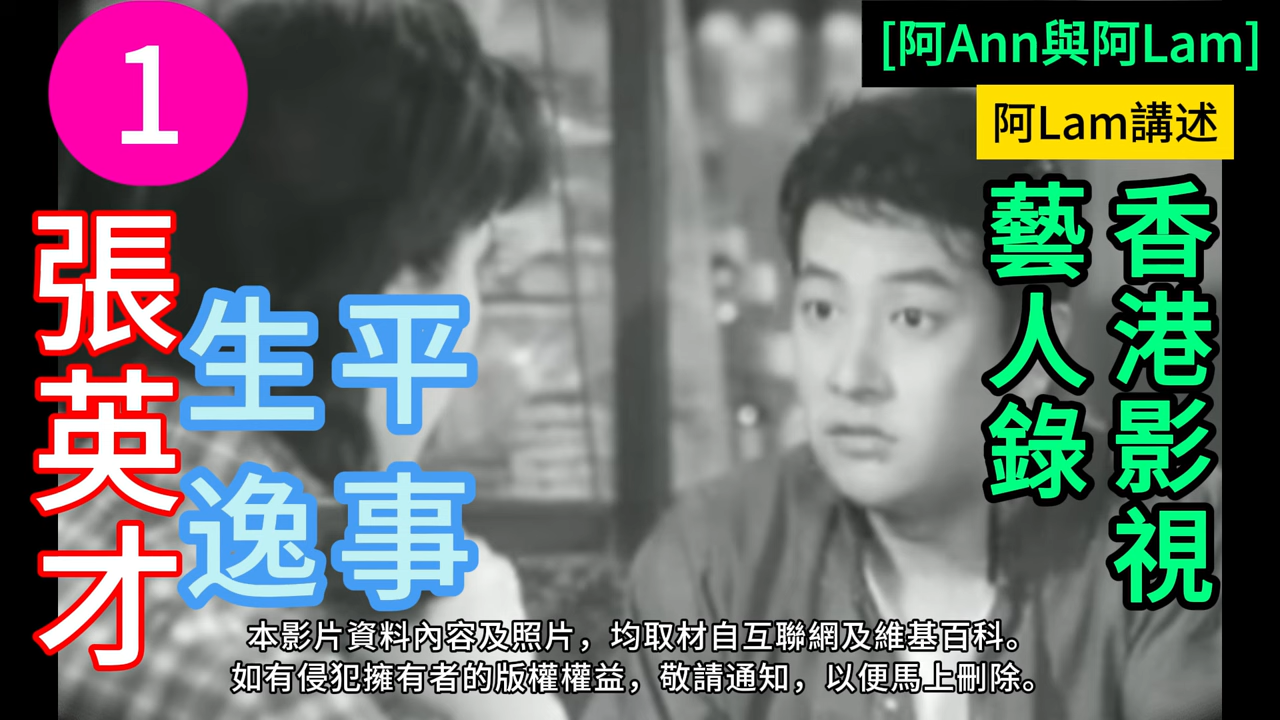 1
[阿Ann與阿Lam]
阿Lam講述
香港影視
藝人錄
張英才
平事
生逸
本影片資料內容及照片，均取材自互聯網及維基百科。
如有侵犯擁有者的版權權益，敬請通知，以便馬上刪除。